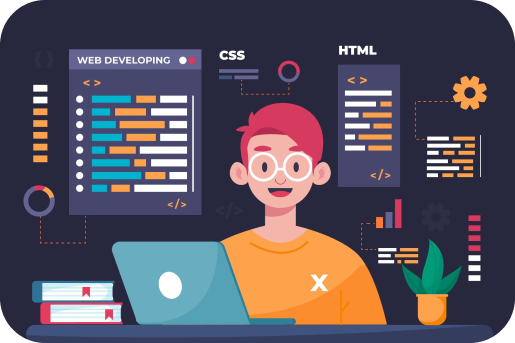 WEB DEVELOPING
CSS
HTML
< >
< >
</>
</>
</>
X